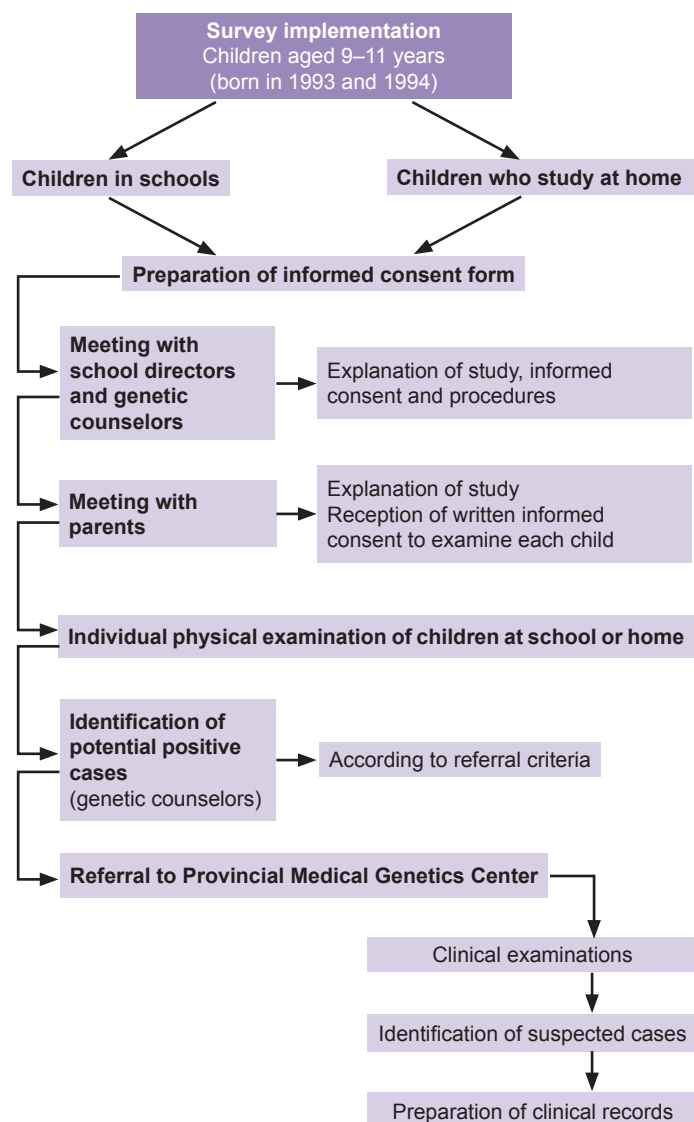 Survey implementation
Children aged 9–11 years
(born in 1993 and 1994)
Children in schools
Children who study at home
Preparation of informed consent form
Meeting with
school directors
and genetic
counselors
Explanation of study, informed
consent and procedures
Meeting with
parents
Explanation of study
Reception of written informed
consent to examine each child
Individual physical examination of children at school or home
Identification of
potential positive
cases
(genetic counselors)
According to referral criteria
Referral to Provincial Medical Genetics Center
Clinical examinations
Identification of suspected cases
Preparation of clinical records